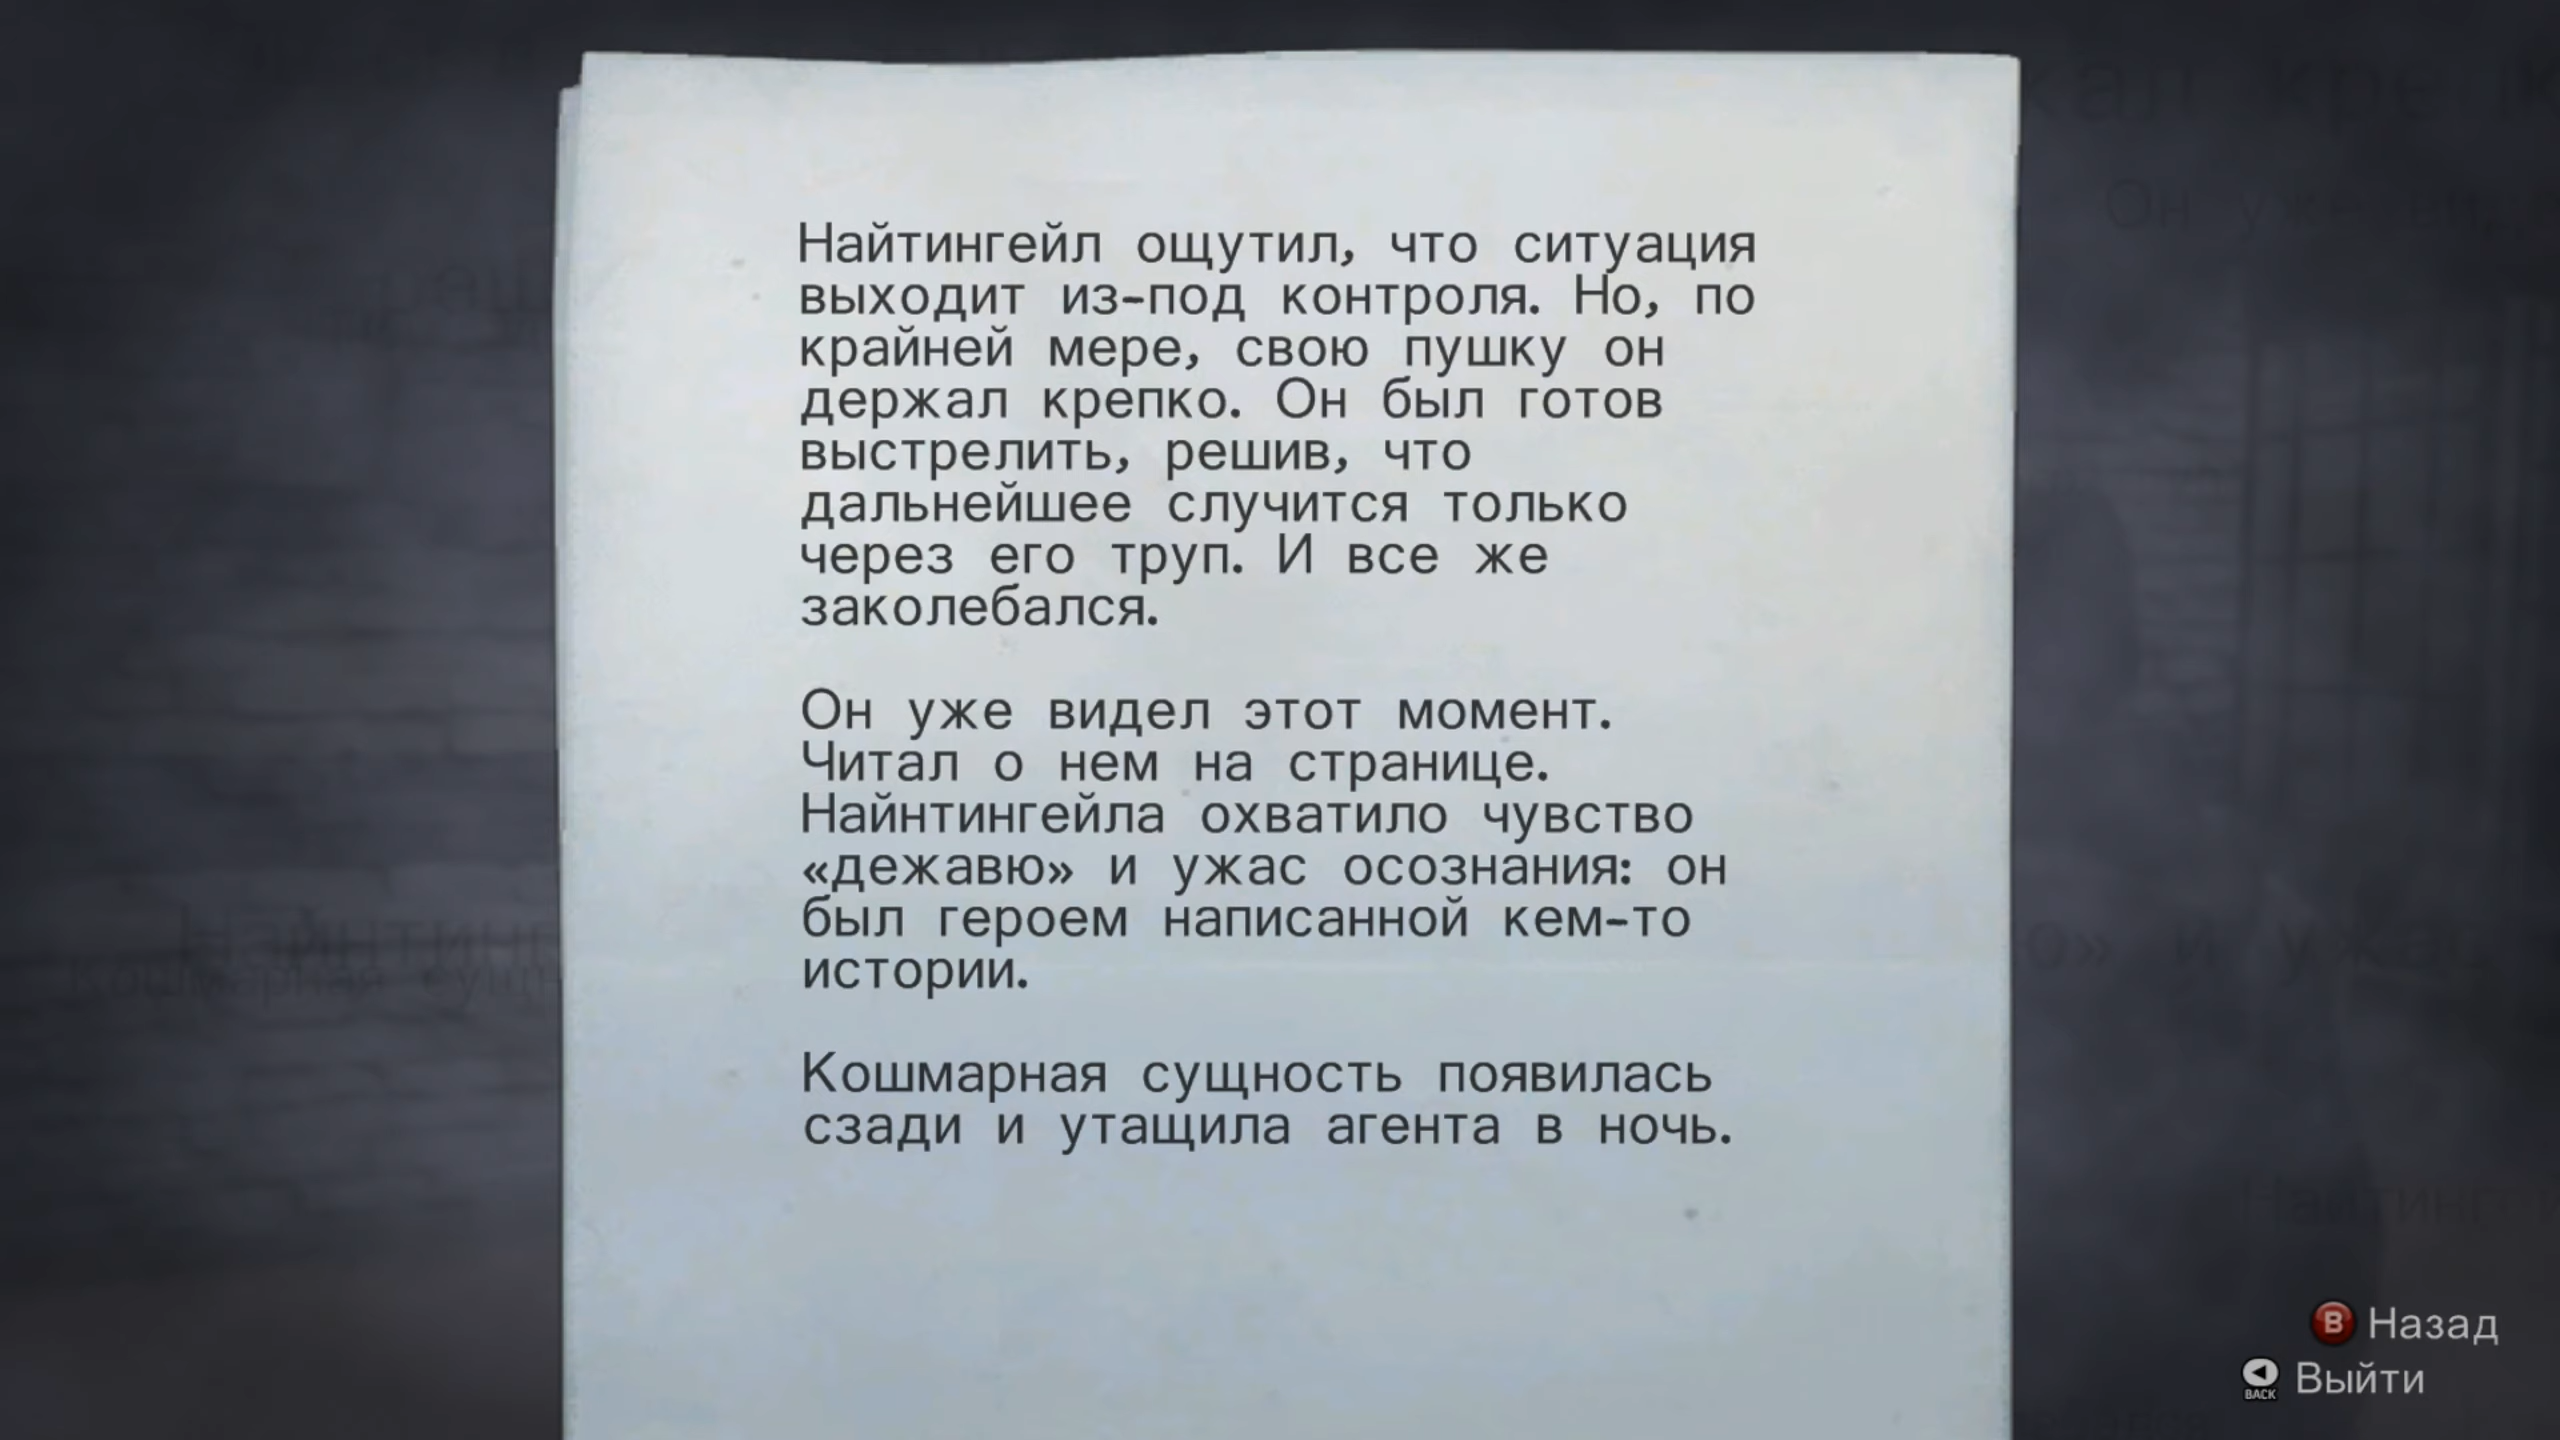 Найтингейл ощутил, что ситуация
выходит из-под контроля. Но, по
крайней мере, свою пушку он
держал крепко. Он был готов
выстрелить, решив, что
дальнейшее случится только
через его труп. И все же
заколебался.
Он уже видел этот момент.
Читал о нем на странице.
Найнтингейла охватило чувство
«дежавю» и ужас осознания: он
был героем написанной кем-то
истории.
Кошмарная сущность появилась
сзади и утащила агента в ночь.
B Назад
BACK Выйти